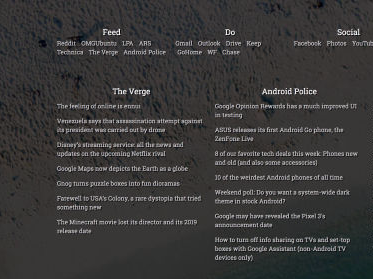 Feed Do Social
Reddit OMGUbuntu LPA ARS Gmail Outlook Drive Keep Facebook Photos YouTub
Technics The Verge Android Police GoHome WF Chase
The Verge
The feeling of online is ennui
Venezuela says that assassination attempt against
its president was carried out by drone
Disney's streaming service: all the news and
updates on the upcoming Netflix rival
Google Maps now depicts the Earth as a globe
Gnog turns puzzle boxes into fun dioramas
Farewell to USA's Colony, a rare dystopia that tried
something new
The Minecraft movie lost its director and its 2019
release date
Android Police
Google Opinion Rewards has a much improved UI
in testing
ASUS releases its first Android Go phone, the
ZenFone Live
8 of our favorite tech deals this week: Phones new
and old (and also some accessories)
10 of the weirdest Android phones of all time
Weekend poll: Do you want a system-wide dark
theme in stock Android?
Google may have revealed the Pixel 3's
announcement date
How to turn off info sharing on TVs and set-top
boxes with Google Assistant (non-Android TV
devices only)